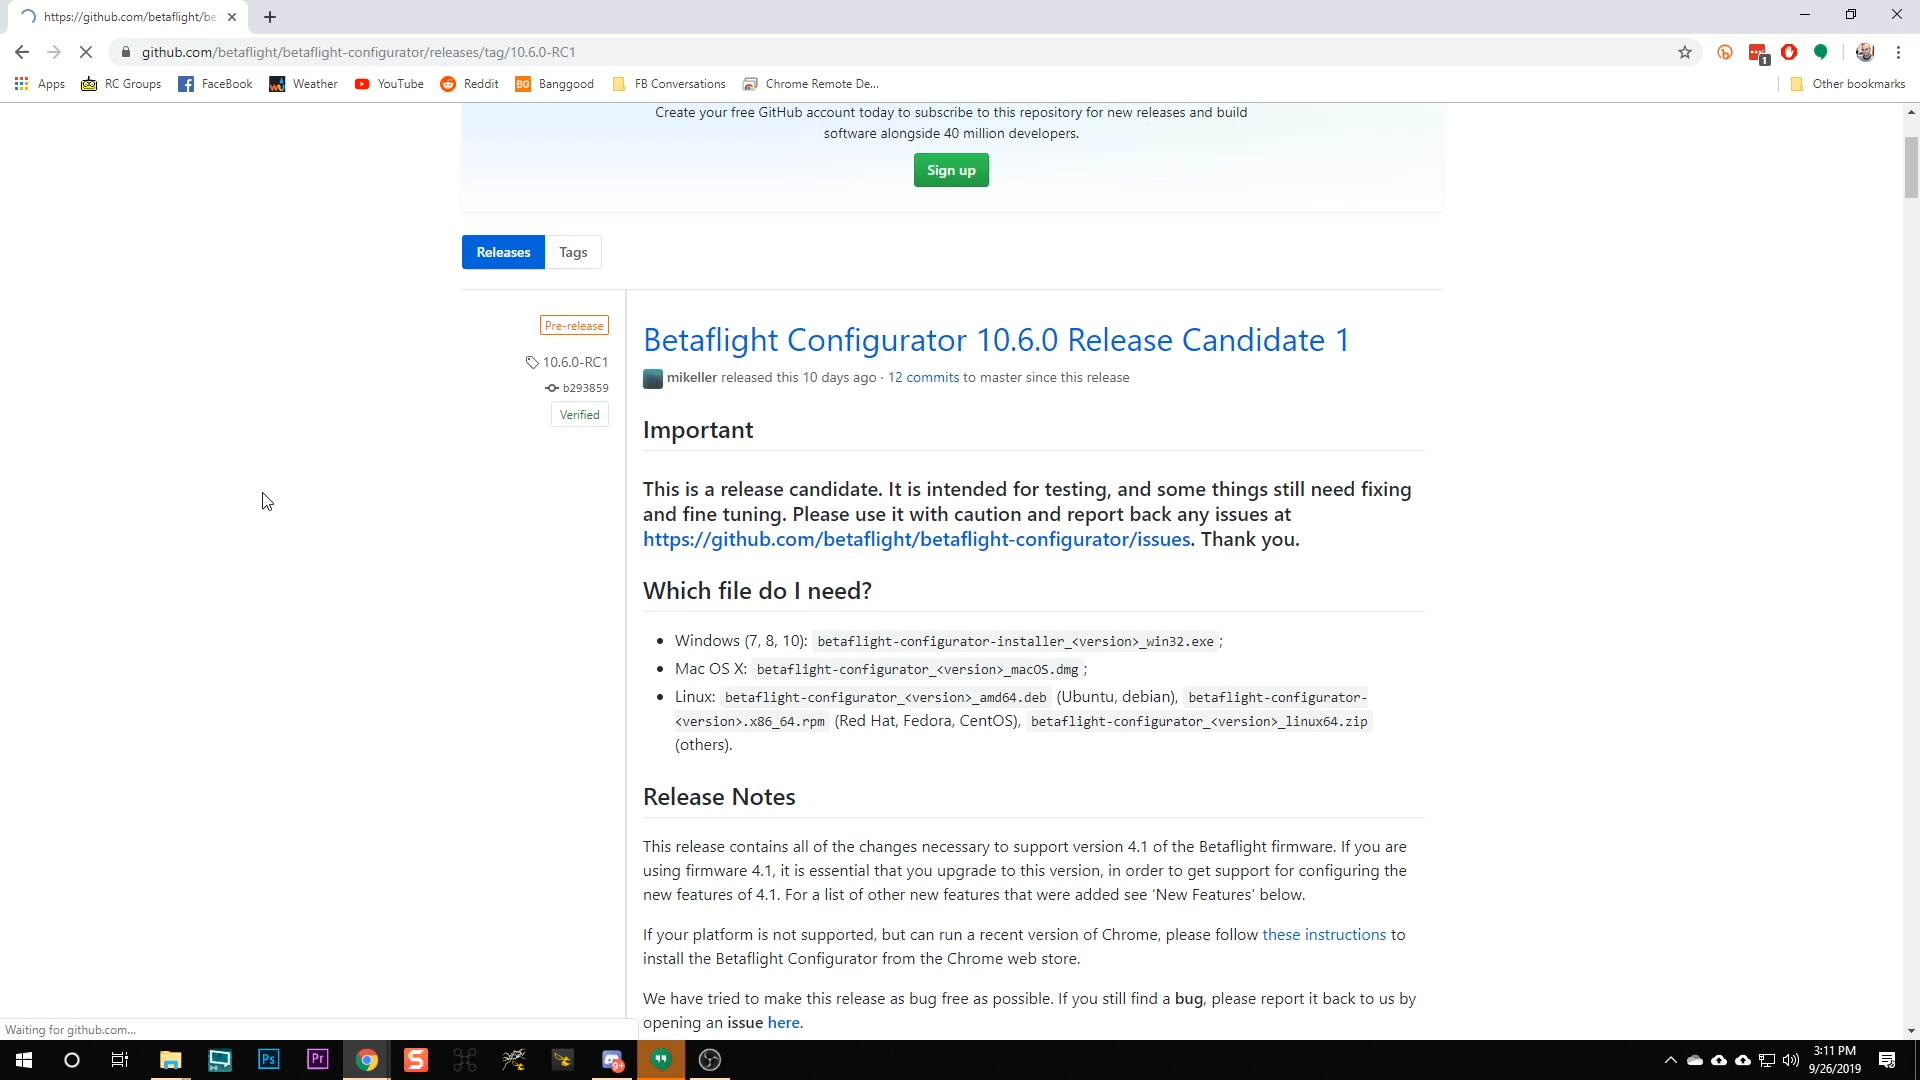 https://github.com/betaflight/be
github.com/betaflight/betaflight-configurator/releases/tag/10.6.0-RC1
1
Apps
RC Groups
FaceBook
Weather
YouTube
Reddit
BG Banggood
FB Conversations
Chrome Remote De...
Other bookmarks
Create your free GitHub account today to subscribe to this repository for new releases and build
software alongside 40 million developers.
Sign up
Releases
Tags
Pre-release
10.6.0-RC1
b293859
Verified
Betaflight Configurator 10.6.0 Release Candidate 1
mikeller released this 10 days ago · 12 commits to master since this release
Important
This is a release candidate. It is intended for testing, and some things still need fixing
and fine tuning. Please use it with caution and report back any issues at
https://github.com/betaflight/betaflight-configurator/issues. Thank you.
Which file do I need?
• Windows (7, 8, 10): betaflight-configurator-installer_<version>_win32.exe ;
• Mac OS X: betaflight-configurator_<version>_macOS.dmg ;
• Linux: betaflight-configurator_<version>_amd64.deb (Ubuntu, debian), betaflight-configurator-
<version>.x86_64.rpm (Red Hat, Fedora, CentOS), betaflight-configurator_<version>_linux64.zip
(others).
Release Notes
This release contains all of the changes necessary to support version 4.1 of the Betaflight firmware. If you are
using firmware 4.1, it is essential that you upgrade to this version, in order to get support for configuring the
new features of 4.1. For a list of other new features that were added see 'New Features' below.
If your platform is not supported, but can run a recent version of Chrome, please follow these instructions to
install the Betaflight Configurator from the Chrome web store.
We have tried to make this release as bug free as possible. If you still find a bug, please report it back to us by
opening an issue here.
Waiting for github.com...
Ps
Pr
S
9+
3:11 PM
9/26/2019